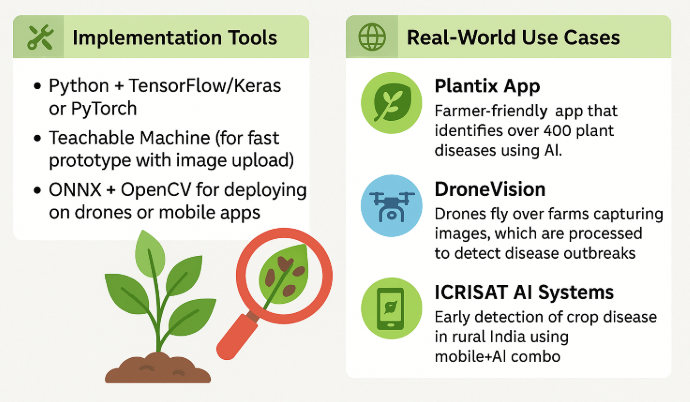 Implementation Tools
• Python + TensorFlow/Keras
or PyTorch
• Teachable Machine (for fast
prototype with image upload)
• ONNX + OpenCV for deploying
on drones or mobile apps
Real-World Use Cases
Plantix App
Farmer-friendly app that
identifies over 400 plant
diseases using AI.
DroneVision
Drones fly over farms capturing
images, which are processed
to detect disease outbreaks
ICRISAT AI Systems
Early detection of crop disease
in rural India using
mobile+AI combo